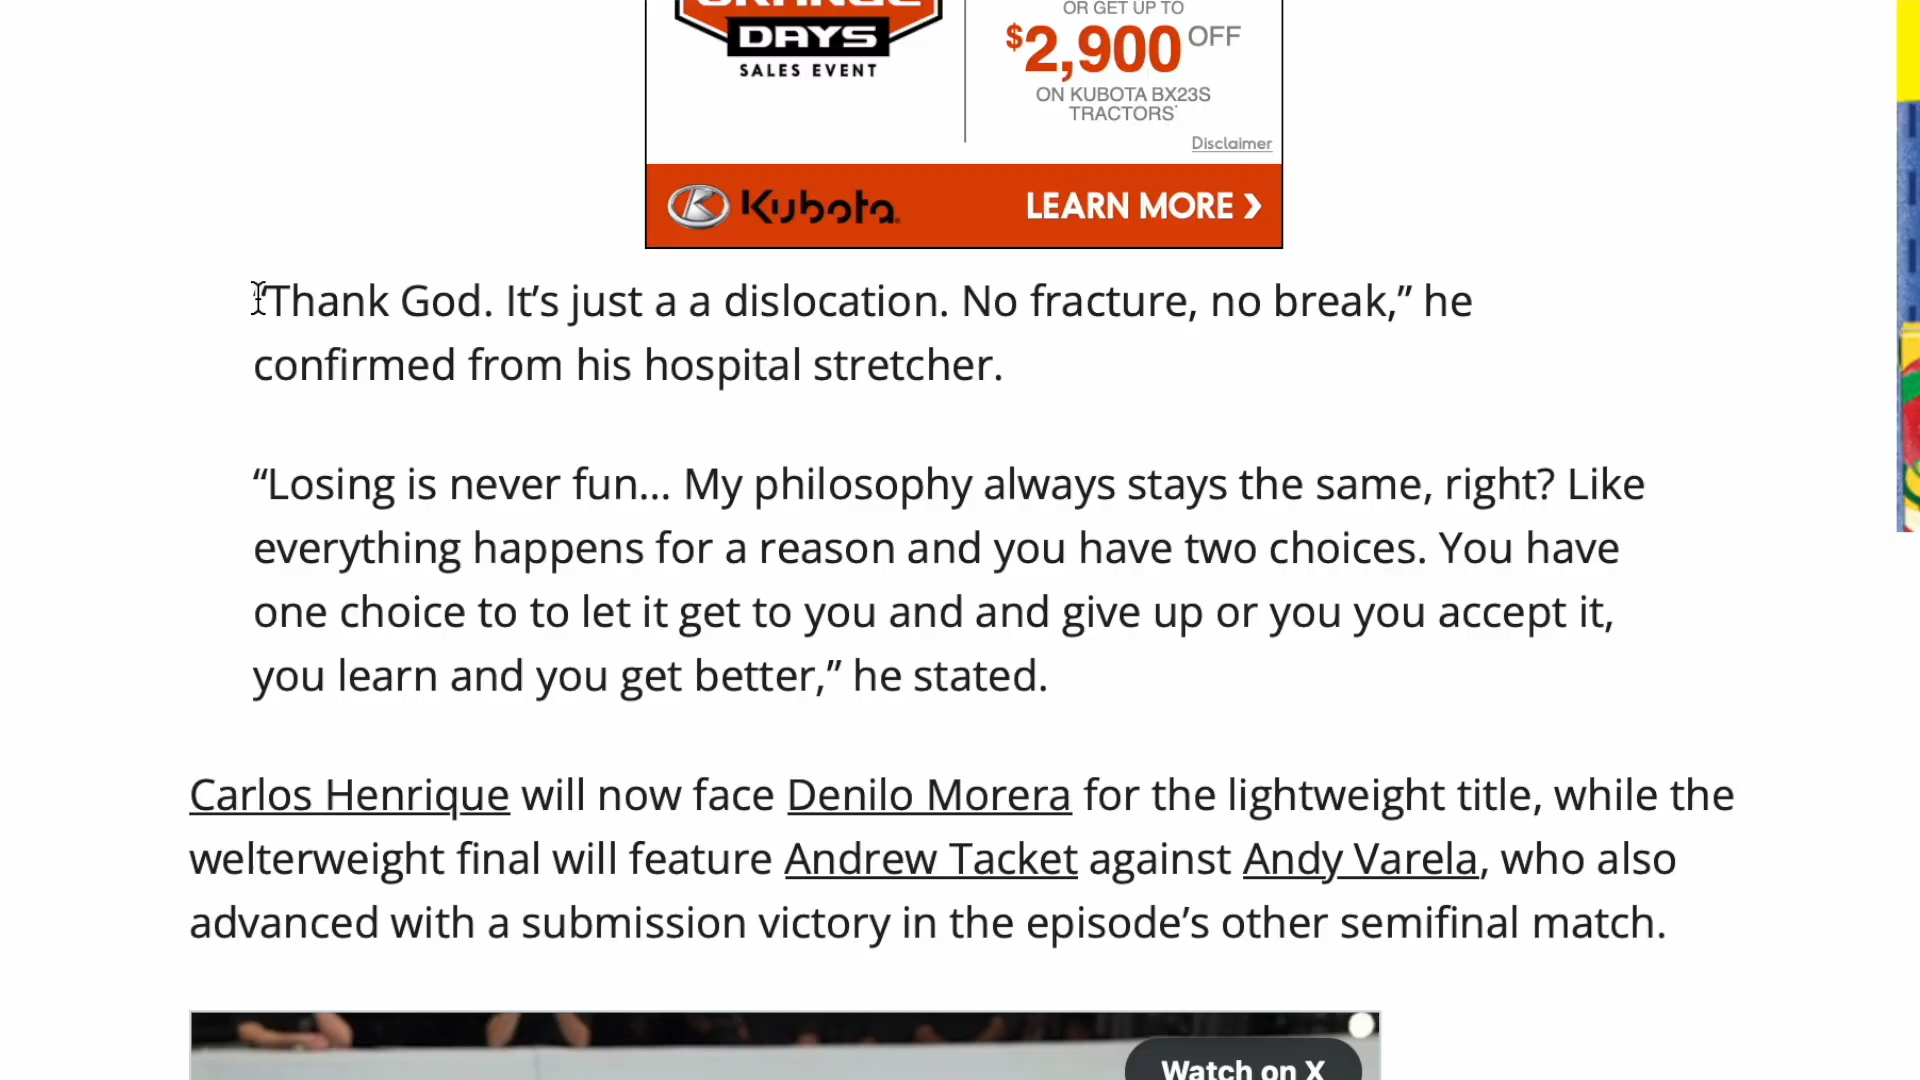 ORANGE
DAYS
SALES EVENT
OR GET UP TO
$2,900 OFF
ON KUBOTA BX23S
TRACTORS*
Disclaimer
Kubota
LEARN MORE ❯
“Thank God. It’s just a a dislocation. No fracture, no break,” he
confirmed from his hospital stretcher.
“Losing is never fun… My philosophy always stays the same, right? Like
everything happens for a reason and you have two choices. You have
one choice to to let it get to you and and give up or you you accept it,
you learn and you get better,” he stated.
Carlos Henrique will now face Denilo Morera for the lightweight title, while the
welterweight final will feature Andrew Tacket against Andy Varela, who also
advanced with a submission victory in the episode’s other semifinal match.
Watch on X